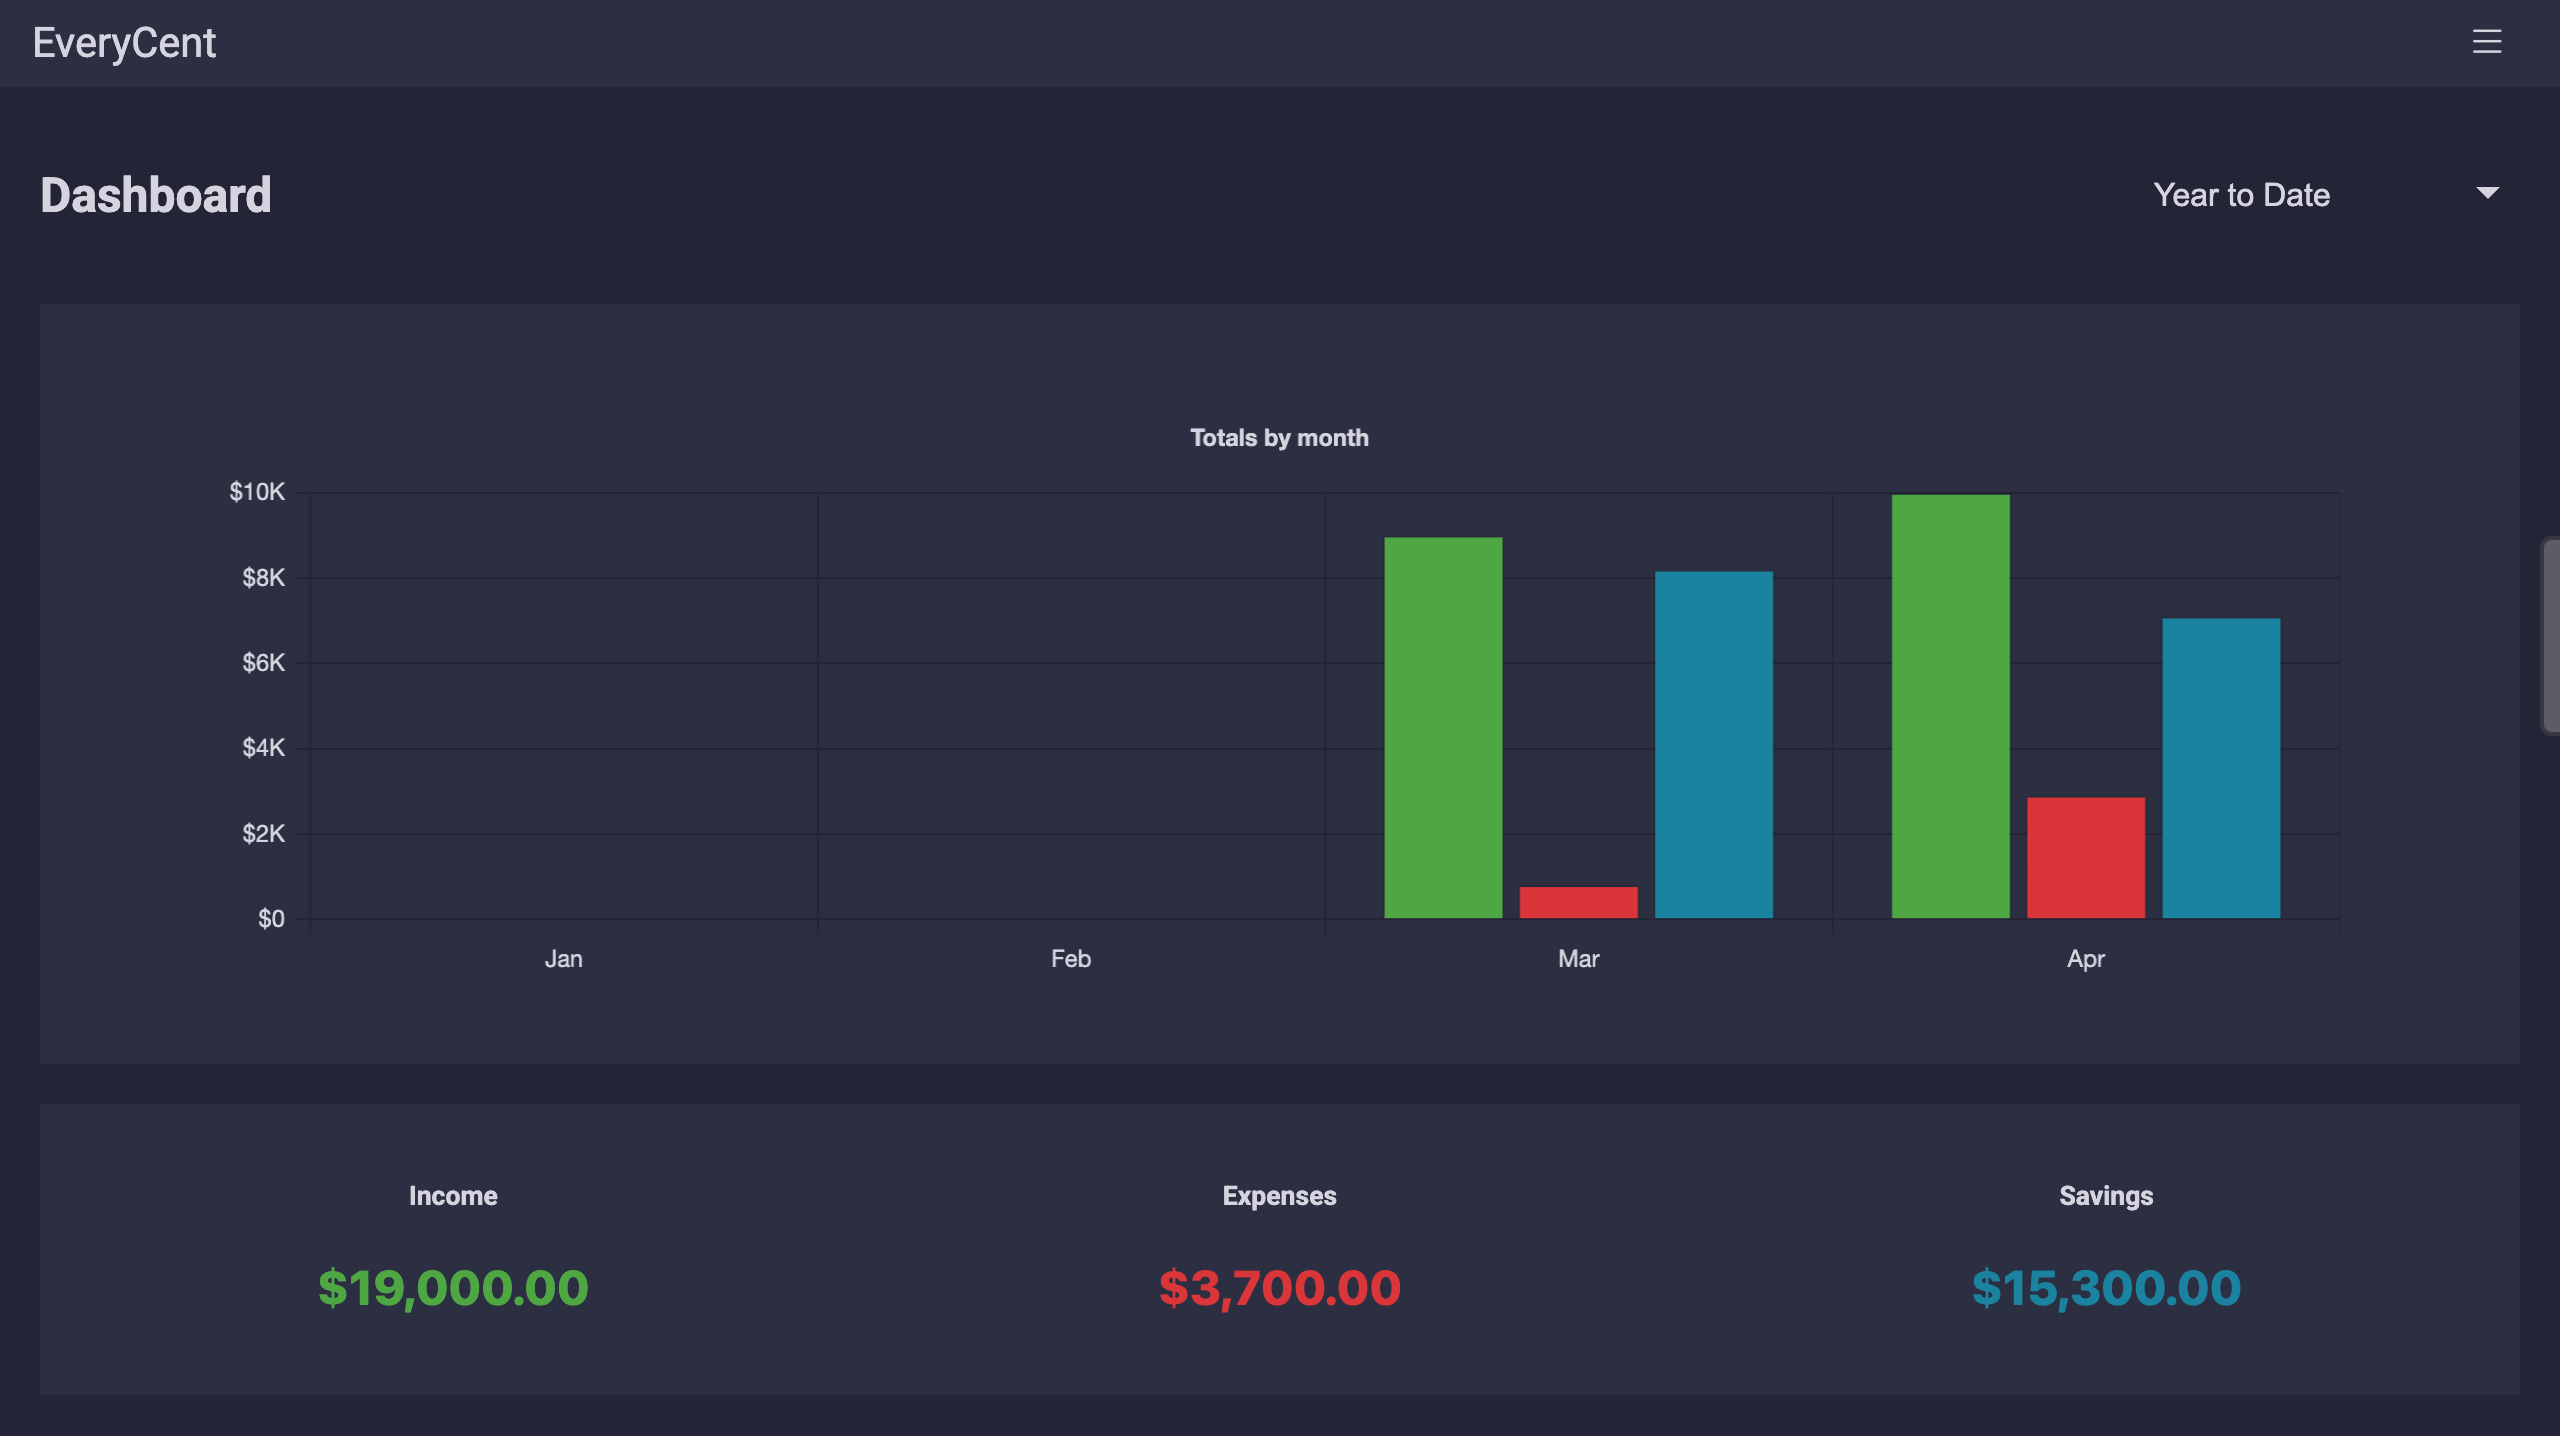 EveryCent
Dashboard
Year to Date
Totals by month
$10K
$8K
$6K
$4K
$2K
$0
Jan Feb Mar Apr
Income Expenses Savings
$19,000.00 $3,700.00 $15,300.00